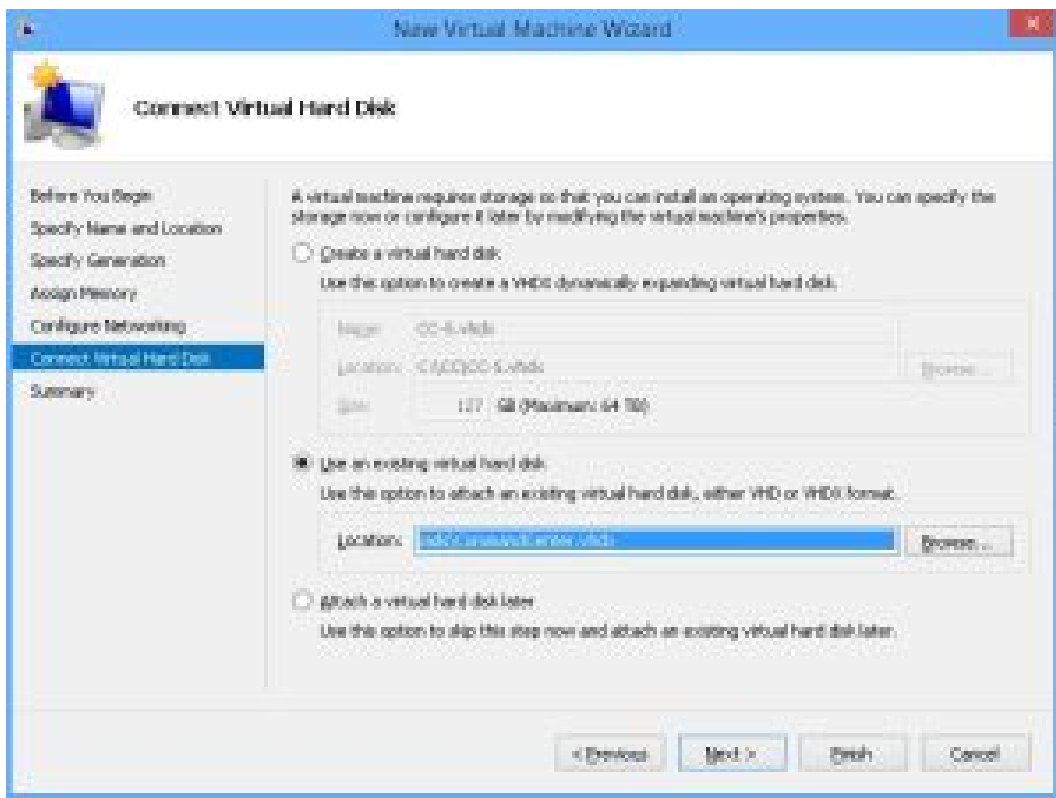 New Virtual Machine Wizard
Connect Virtual Hard Disk
Before You Begin
Specify Name and Location
Specify Generation
Assign Memory
Configure Networking
Connect Virtual Hard Disk
Summary
A virtual machine requires storage so that you can install an operating system. You can specify the
storage now or configure it later by modifying the virtual machine's properties.
Create a virtual hard disk
Use this option to create a VHDX dynamically expanding virtual hard disk.
Name:
Location:
Browse...
Size: 127 GB (Maximum: 64 TB)
Use an existing virtual hard disk
Use this option to attach an existing virtual hard disk, either VHD or VHDX format.
Location:
Browse...
Attach a virtual hard disk later
Use this option to skip this step now and attach an existing virtual hard disk later.
< Previous
Next >
Finish
Cancel